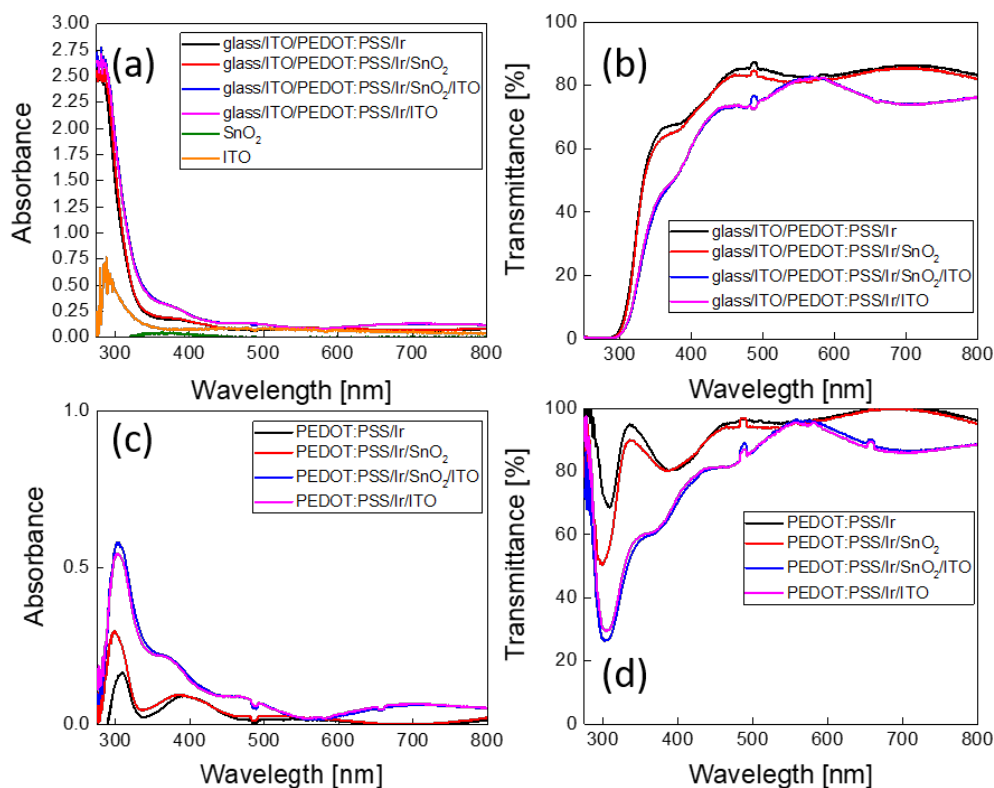 3.00
2.75
2.50
2.25
2.00
1.75
1.50
1.25
1.00
0.75
0.50
0.25
0.00
Absorbance
(a)
glass/ITO/PEDOT:PSS/Ir
glass/ITO/PEDOT:PSS/Ir/SnO₂
glass/ITO/PEDOT:PSS/Ir/SnO₂/ITO
glass/ITO/PEDOT:PSS/Ir/ITO
SnO₂
ITO
300 400 500 600 700 800
Wavelength [nm]
100
80
60
40
20
0
Transmittance [%]
(b)
glass/ITO/PEDOT:PSS/Ir
glass/ITO/PEDOT:PSS/Ir/SnO₂
glass/ITO/PEDOT:PSS/Ir/SnO₂/ITO
glass/ITO/PEDOT:PSS/Ir/ITO
300 400 500 600 700 800
Wavelegth [nm]
1.0
0.5
0.0
Absorbance
(c)
PEDOT:PSS/Ir
PEDOT:PSS/Ir/SnO₂
PEDOT:PSS/Ir/SnO₂/ITO
PEDOT:PSS/Ir/ITO
300 400 500 600 700 800
Wavelegth [nm]
100
80
60
40
20
0
Transmittance [%]
(d)
PEDOT:PSS/Ir
PEDOT:PSS/Ir/SnO₂
PEDOT:PSS/Ir/SnO₂/ITO
PEDOT:PSS/Ir/ITO
300 400 500 600 700 800
Wavelegth [nm]